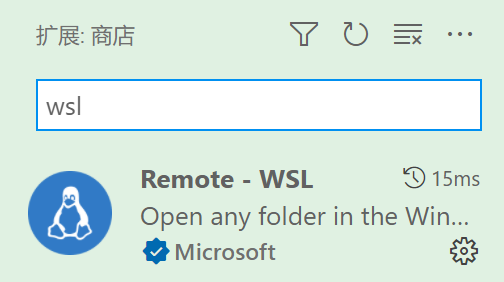 扩展: 商店
wsl
Remote - WSL 15ms
Open any folder in the Win...
Microsoft